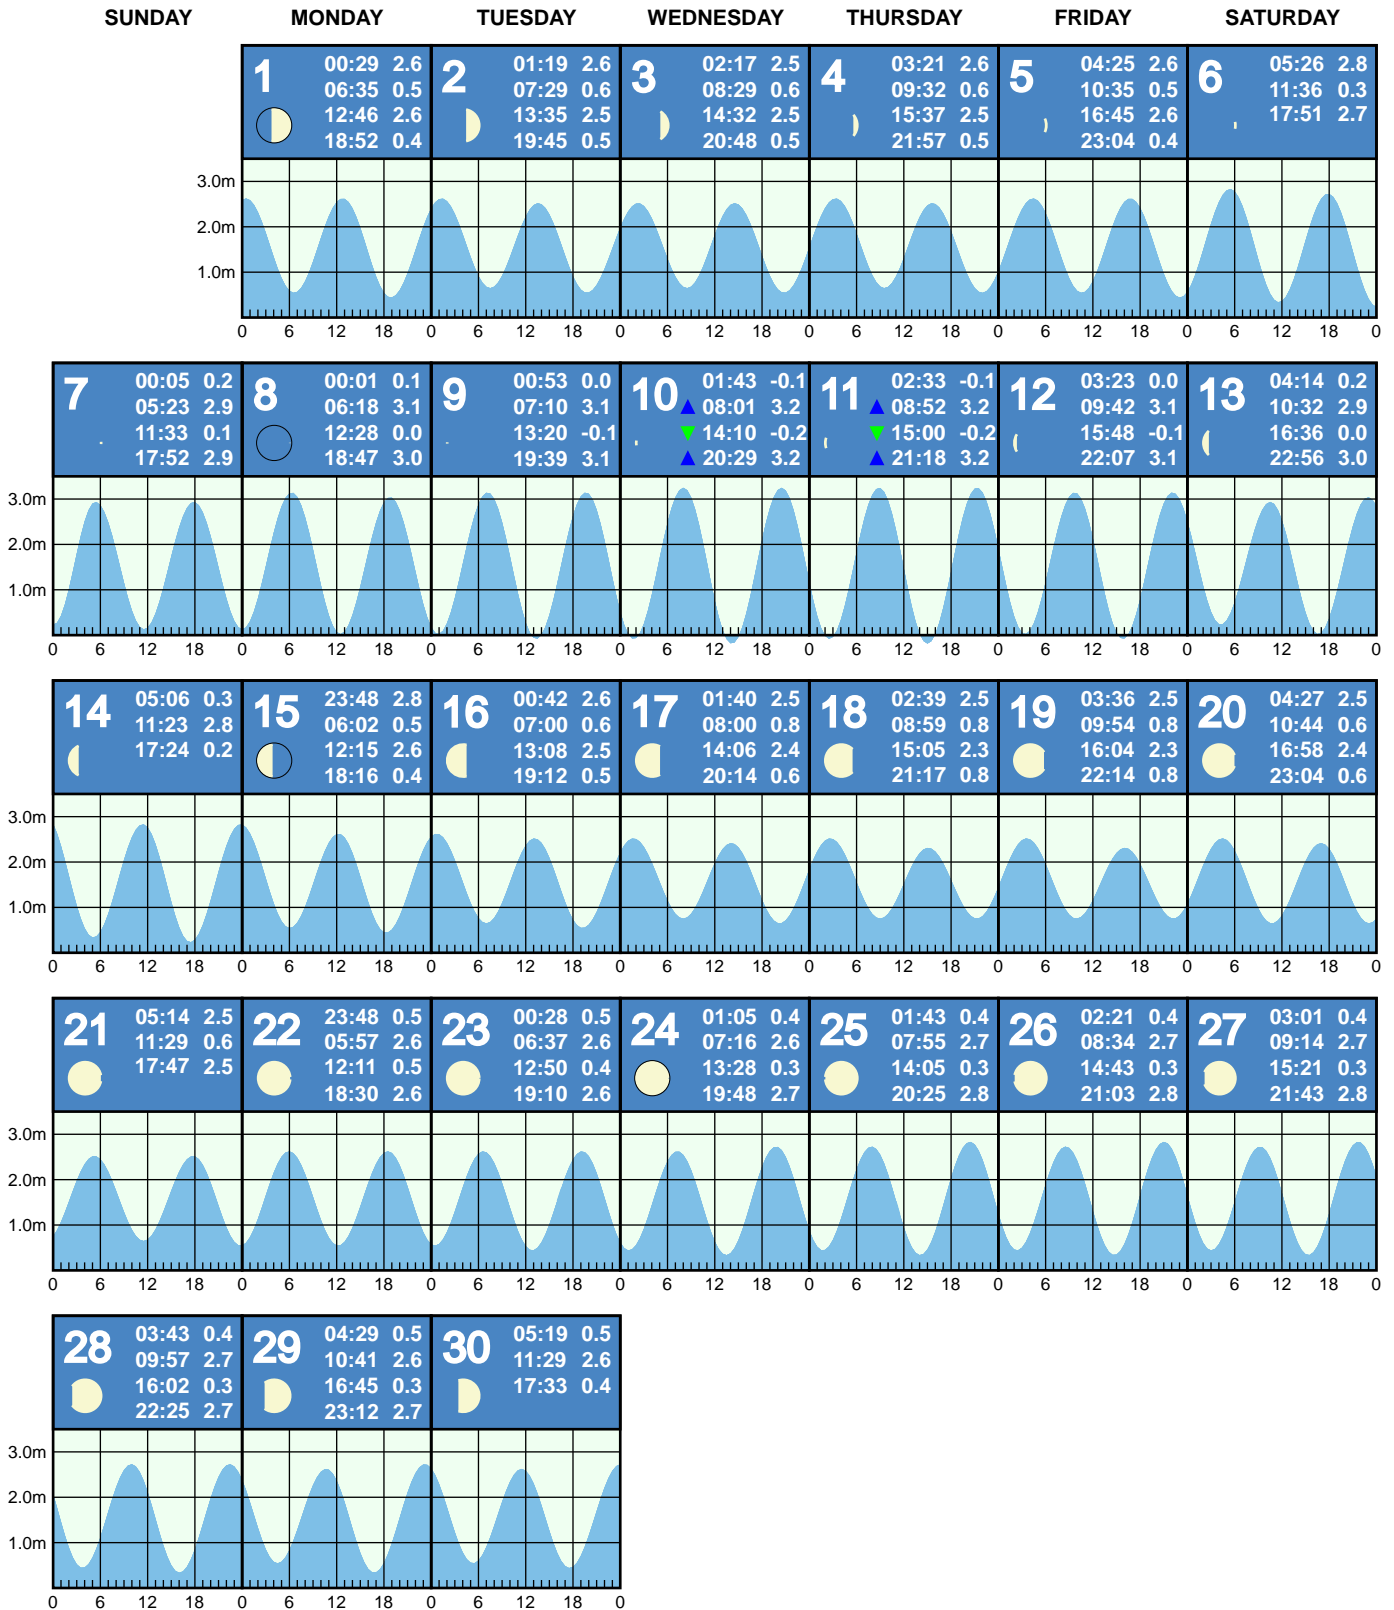 SUNDAY MONDAY TUESDAY WEDNESDAY THURSDAY FRIDAY SATURDAY
1 00:29 2.6
06:35 0.5
12:46 2.6
18:52 0.4
2 01:19 2.6
07:29 0.6
13:35 2.5
19:45 0.5
3 02:17 2.5
08:29 0.6
14:32 2.5
20:48 0.5
4 03:21 2.6
09:32 0.6
15:37 2.5
21:57 0.5
5 04:25 2.6
10:35 0.5
16:45 2.6
23:04 0.4
6 05:26 2.8
11:36 0.3
17:51 2.7
3.0m
2.0m
1.0m
0 6 12 18 0 6 12 18 0 6 12 18 0 6 12 18 0 6 12 18 0 6 12 18 0
7 00:05 0.2
05:23 2.9
11:33 0.1
17:52 2.9
8 00:01 0.1
06:18 3.1
12:28 0.0
18:47 3.0
9 00:53 0.0
07:10 3.1
13:20 -0.1
19:39 3.1
10 01:43 -0.1
▲ 08:01 3.2
▼ 14:10 -0.2
▲ 20:29 3.2
11 02:33 -0.1
▲ 08:52 3.2
▼ 15:00 -0.2
▲ 21:18 3.2
12 03:23 0.0
09:42 3.1
15:48 -0.1
22:07 3.1
13 04:14 0.2
10:32 2.9
16:36 0.0
22:56 3.0
3.0m
2.0m
1.0m
0 6 12 18 0 6 12 18 0 6 12 18 0 6 12 18 0 6 12 18 0 6 12 18 0 6 12 18 0
14 05:06 0.3
11:23 2.8
17:24 0.2
15 23:48 2.8
06:02 0.5
12:15 2.6
18:16 0.4
16 00:42 2.6
07:00 0.6
13:08 2.5
19:12 0.5
17 01:40 2.5
08:00 0.8
14:06 2.4
20:14 0.6
18 02:39 2.5
08:59 0.8
15:05 2.3
21:17 0.8
19 03:36 2.5
09:54 0.8
16:04 2.3
22:14 0.8
20 04:27 2.5
10:44 0.6
16:58 2.4
23:04 0.6
3.0m
2.0m
1.0m
0 6 12 18 0 6 12 18 0 6 12 18 0 6 12 18 0 6 12 18 0 6 12 18 0 6 12 18 0
21 05:14 2.5
11:29 0.6
17:47 2.5
22 23:48 0.5
05:57 2.6
12:11 0.5
18:30 2.6
23 00:28 0.5
06:37 2.6
12:50 0.4
19:10 2.6
24 01:05 0.4
07:16 2.6
13:28 0.3
19:48 2.7
25 01:43 0.4
07:55 2.7
14:05 0.3
20:25 2.8
26 02:21 0.4
08:34 2.7
14:43 0.3
21:03 2.8
27 03:01 0.4
09:14 2.7
15:21 0.3
21:43 2.8
3.0m
2.0m
1.0m
0 6 12 18 0 6 12 18 0 6 12 18 0 6 12 18 0 6 12 18 0 6 12 18 0 6 12 18 0
28 03:43 0.4
09:57 2.7
16:02 0.3
22:25 2.7
29 04:29 0.5
10:41 2.6
16:45 0.3
23:12 2.7
30 05:19 0.5
11:29 2.6
17:33 0.4
3.0m
2.0m
1.0m
0 6 12 18 0 6 12 18 0 6 12 18 0